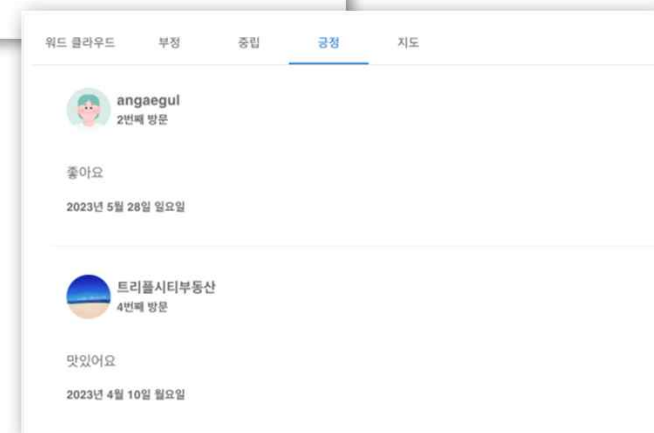 워드 클라우드 부정 중립 긍정 지도
angaegul
2번째 방문
좋아요
2023년 5월 28일 일요일
트리플시티부동산
4번째 방문
맛있어요
2023년 4월 10일 월요일